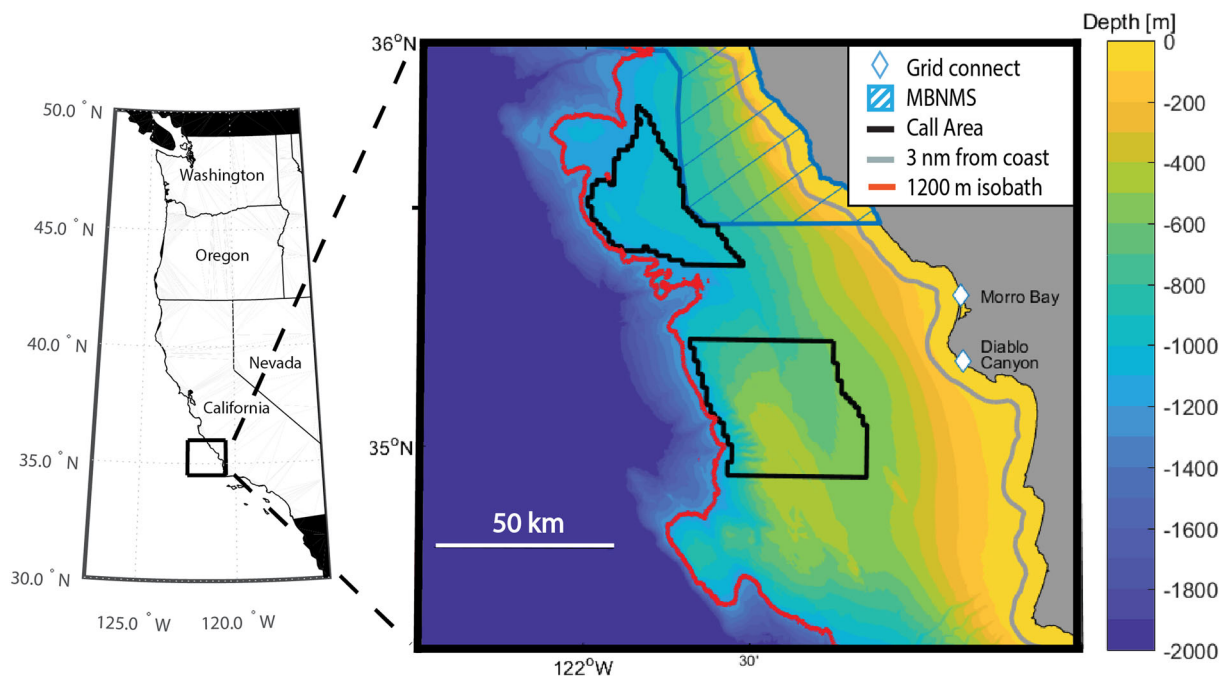 50.0 ° N
45.0 ° N
40.0 ° N
35.0 ° N
30.0 ° N
125.0 ° W
120.0 ° W
Washington
Oregon
Nevada
California
36°N
35°N
122°W
30'
50 km
Grid connect
MBNMS
Call Area
3 nm from coast
1200 m isobath
Morro Bay
Diablo
Canyon
Depth [m]
0
-200
-400
-600
-800
-1000
-1200
-1400
-1600
-1800
-2000